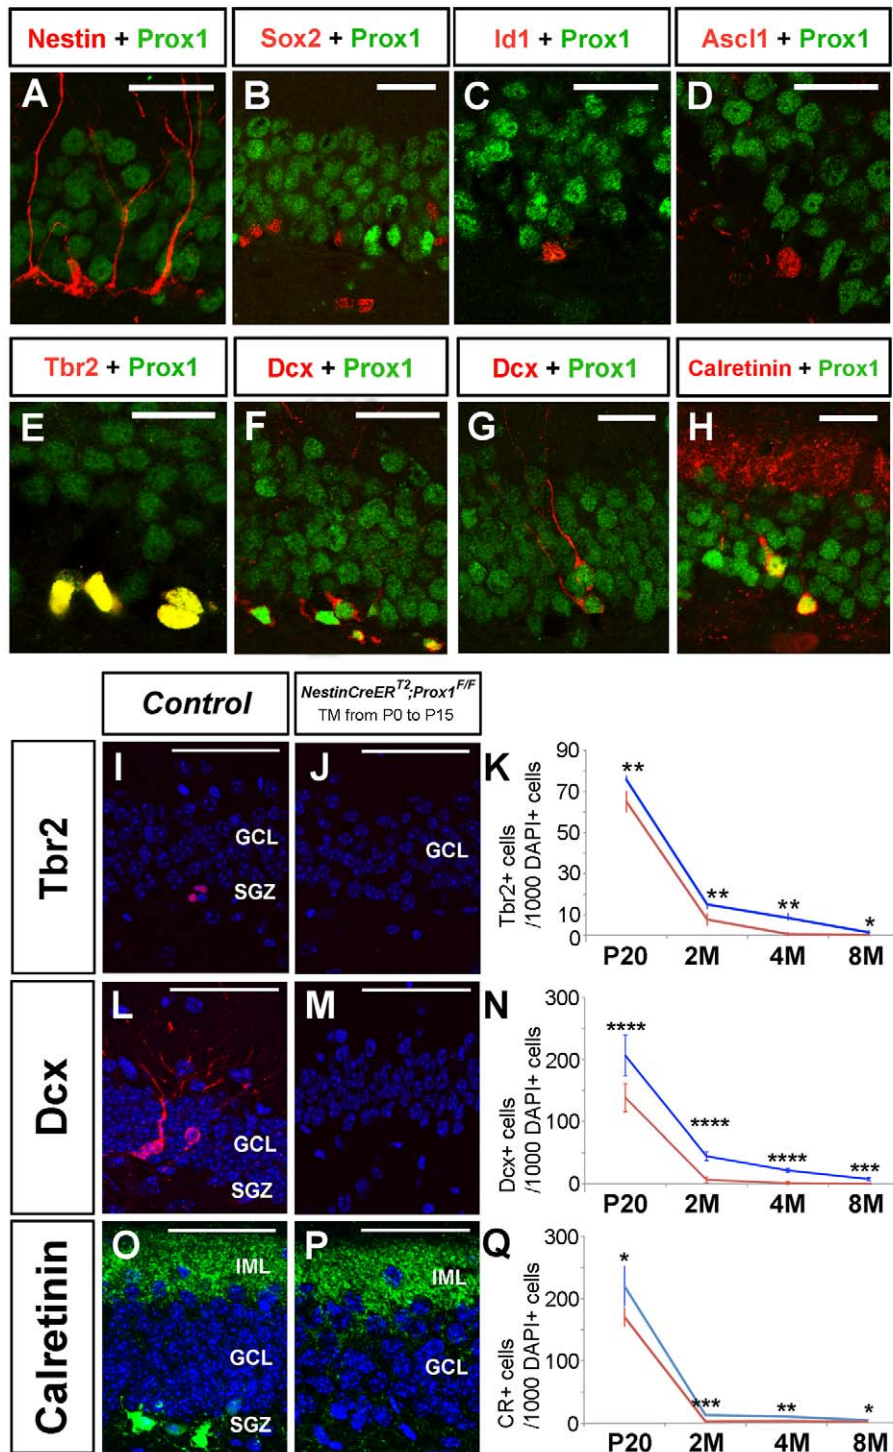 Nestin + Prox1
Sox2 + Prox1
Id1 + Prox1
Ascl1 + Prox1
A
B
C
D
Tbr2 + Prox1
Dcx + Prox1
Dcx + Prox1
Calretinin + Prox1
E
F
G
H
Control
NestinCreER^T2;Prox1^F/F
TM from P0 to P15
Tbr2
I
GCL
SGZ
J
GCL
K
Tbr2+ cells
/1000 DAPI+ cells
90
70
50
30
10
0
**
**
**
*
P20 2M 4M 8M
Dcx
L
GCL
SGZ
M
N
Dcx+ cells
/1000 DAPI+ cells
300
200
100
0
****
****
****
***
P20 2M 4M 8M
Calretinin
O
IML
GCL
SGZ
P
IML
GCL
Q
CR+ cells
/1000 DAPI+ cells
300
200
100
0
*
***
**
*
P20 2M 4M 8M